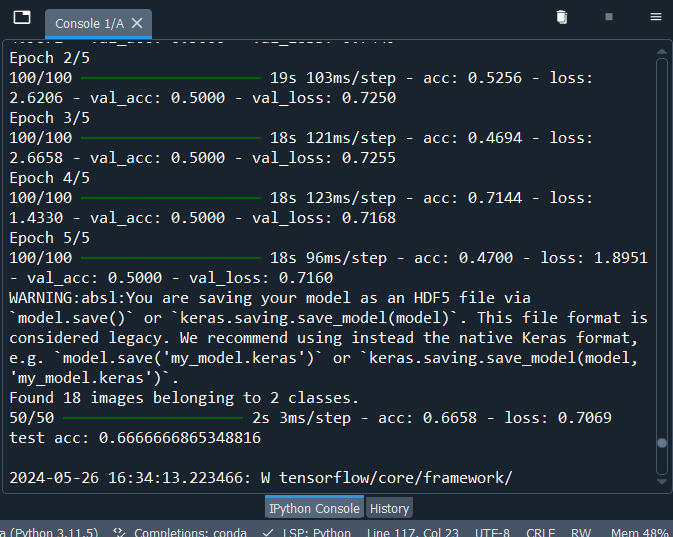 Console 1/A
Epoch 2/5
100/100 19s 103ms/step - acc: 0.5256 - loss:
2.6206 - val_acc: 0.5000 - val_loss: 0.7250
Epoch 3/5
100/100 18s 121ms/step - acc: 0.4694 - loss:
2.6658 - val_acc: 0.5000 - val_loss: 0.7255
Epoch 4/5
100/100 18s 123ms/step - acc: 0.7144 - loss:
1.4330 - val_acc: 0.5000 - val_loss: 0.7168
Epoch 5/5
100/100 18s 96ms/step - acc: 0.4700 - loss: 1.8951
- val_acc: 0.5000 - val_loss: 0.7160
WARNING:absl:You are saving your model as an HDF5 file via
`model.save()` or `keras.saving.save_model(model)`. This file format is
considered legacy. We recommend using instead the native Keras format,
e.g. `model.save('my_model.keras')` or `keras.saving.save_model(model,
'my_model.keras')`.
Found 18 images belonging to 2 classes.
50/50 2s 3ms/step - acc: 0.6658 - loss: 0.7069
test acc: 0.6666666865348816
2024-05-26 16:34:13.223466: W tensorflow/core/framework/
IPython Console History
(Python 3.11.5) Completions: conda LSP: Python Line 117, Col 23 UTF-8 CRLF RW Mem 48%